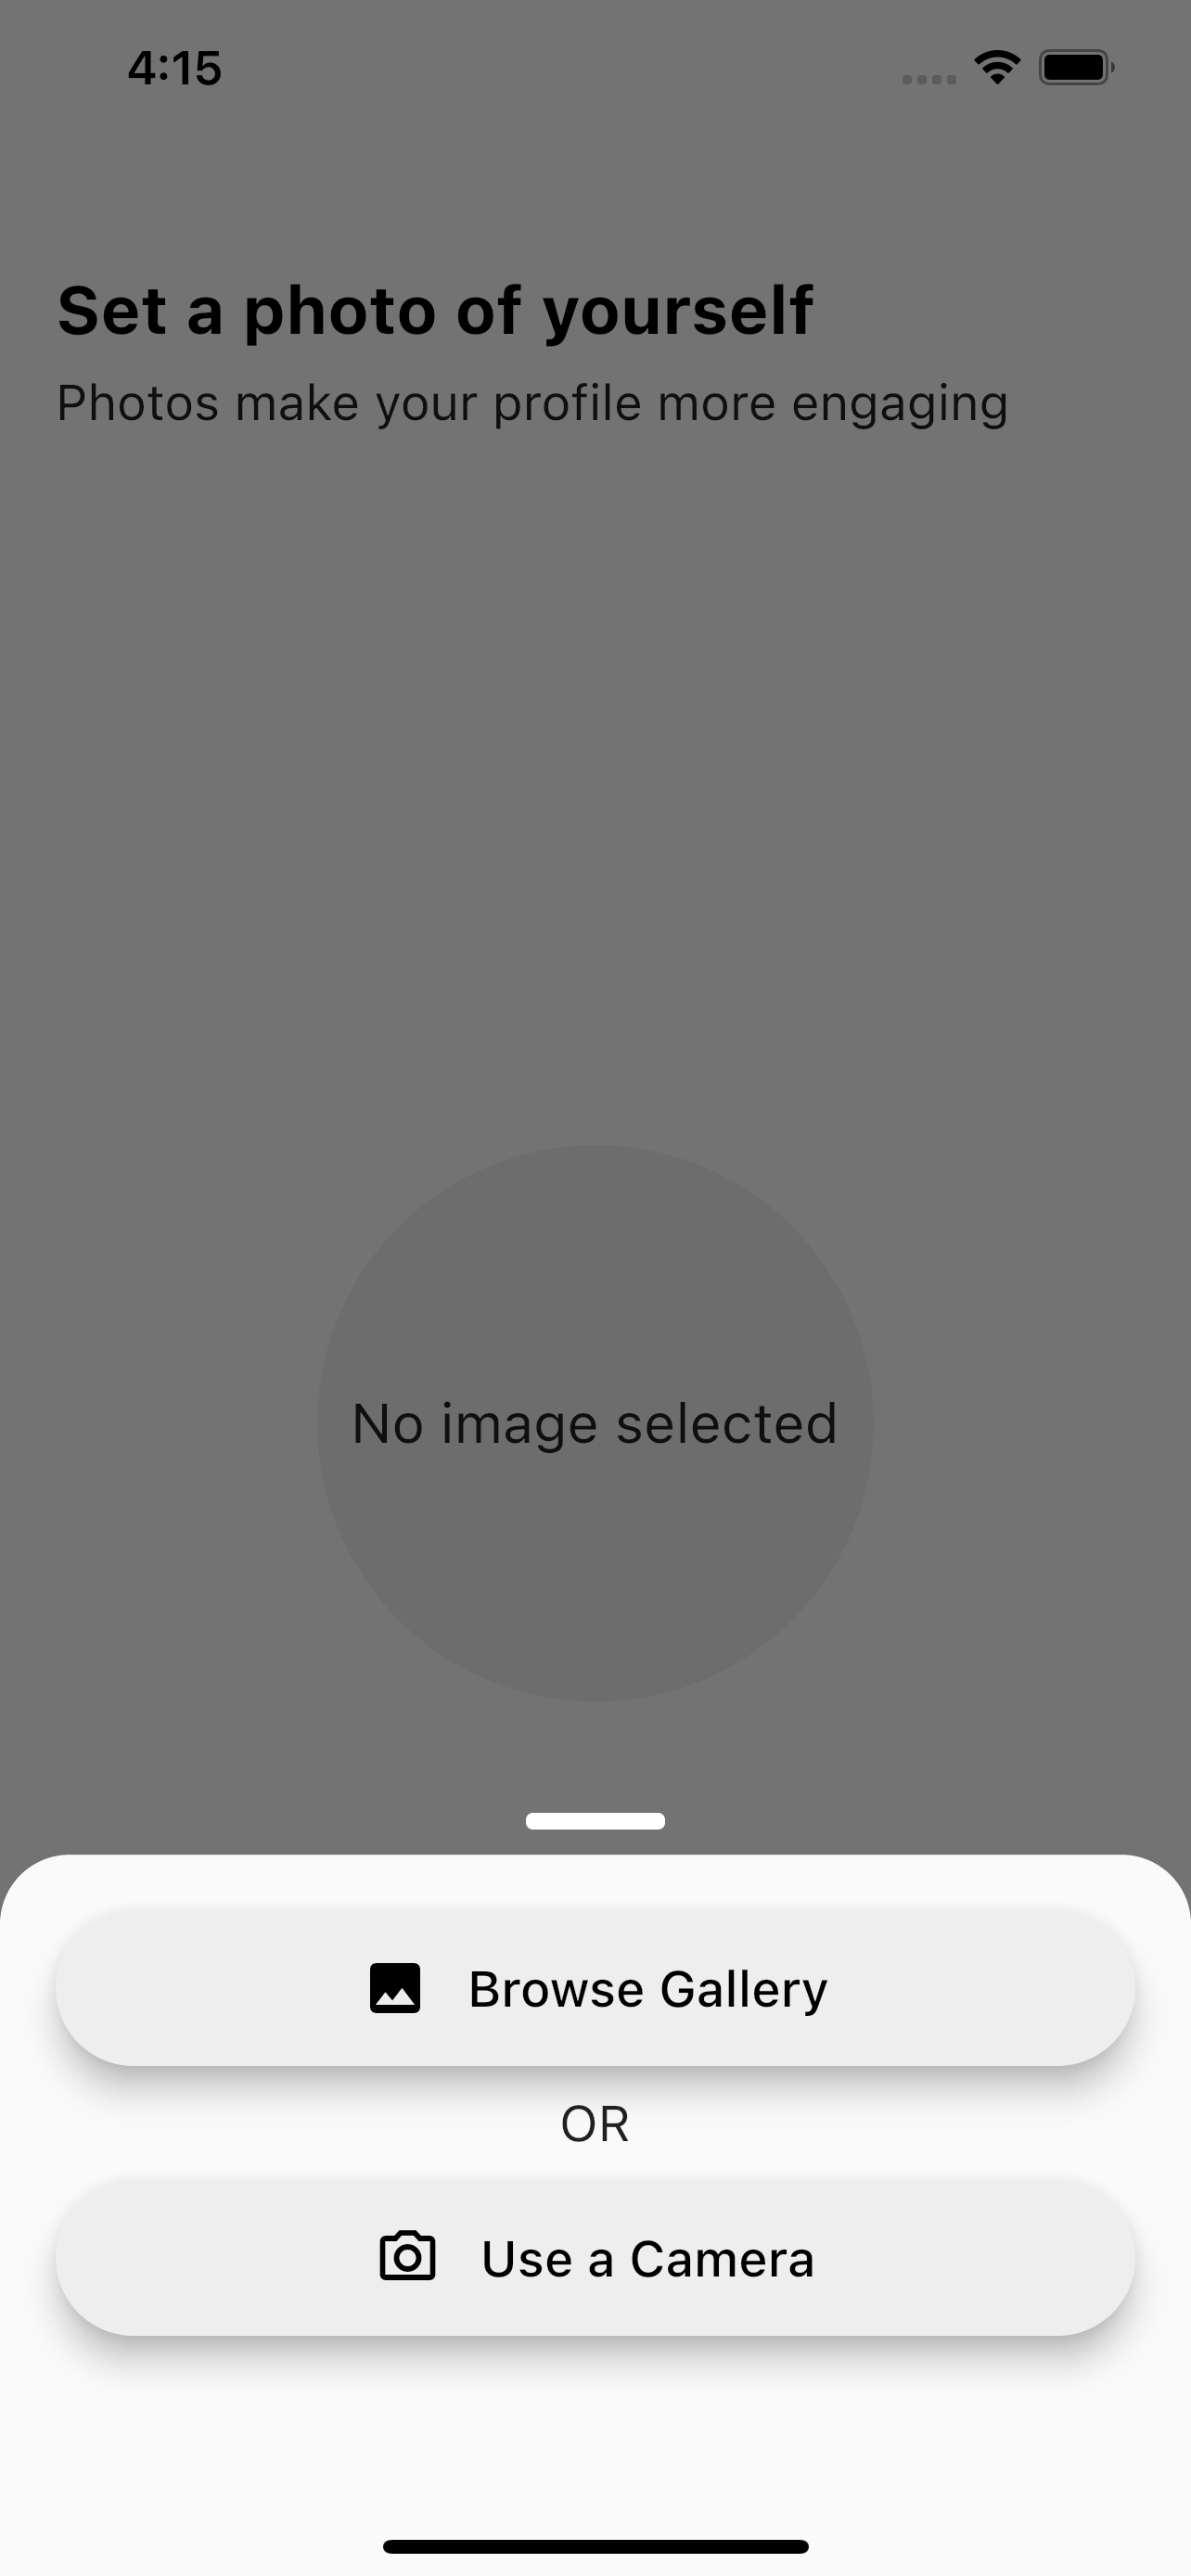 4:15
Set a photo of yourself
Photos make your profile more engaging
No image selected
Browse Gallery
OR
Use a Camera